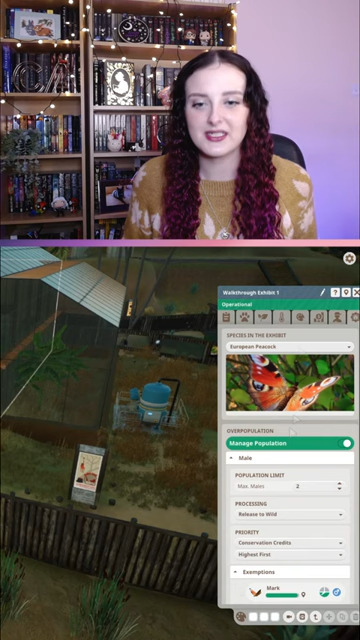 Walkthrough Exhibit 1
Operational
SPECIES IN THE EXHIBIT
European Peacock
OVERPOPULATION
Manage Population
Male
POPULATION LIMIT
Max. Males 2
PROCESSING
Release to Wild
PRIORITY
Conservation Credits
Highest First
Exemptions
Mark